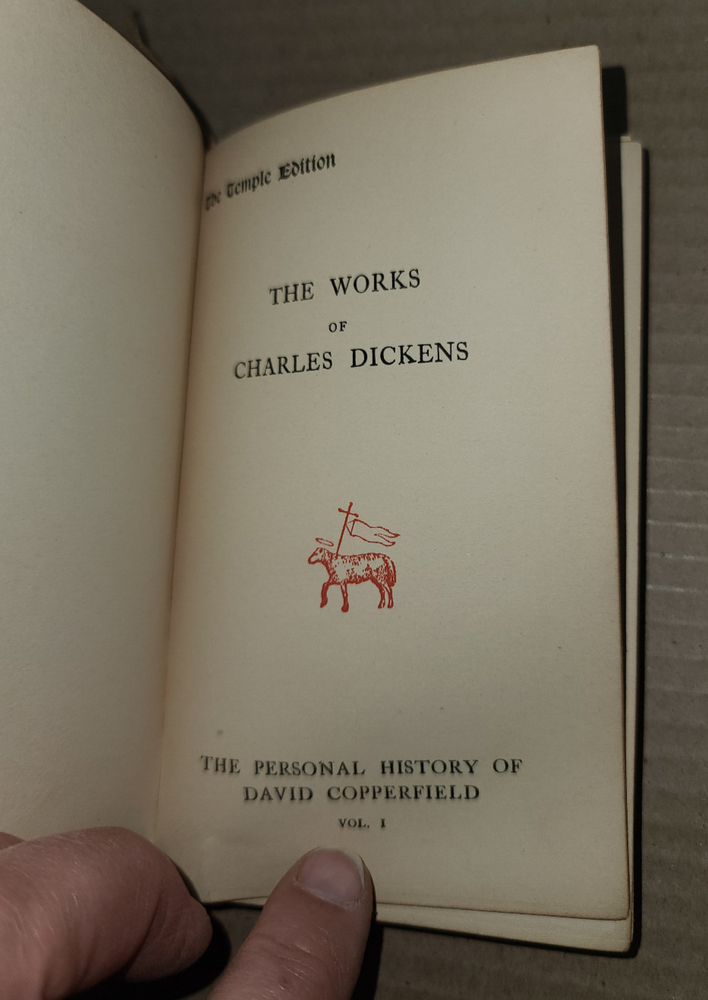 The Temple Edition
THE WORKS
OF
CHARLES DICKENS
THE PERSONAL HISTORY OF
DAVID COPPERFIELD
VOL. I